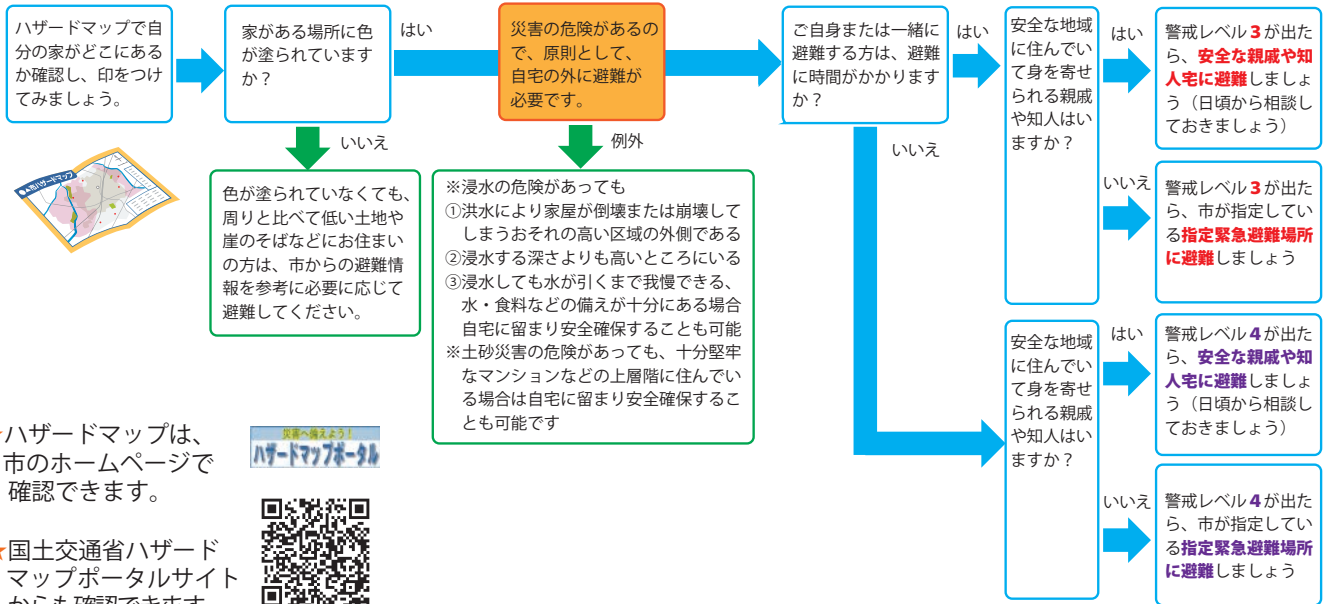 ハザードマップで自
分の家がどこにある
か確認し、印をつけ
てみましょう。
家がある場所に色
が塗られています
か？
はい
災害の危険があるの
で、原則として、
自宅の外に避難が
必要です。
ご自身または一緒に
避難する方は、避難
に時間がかかります
か？
はい
安全な地域
に住んでい
て身を寄せ
られる親戚
や知人はい
ますか？
はい
警戒レベル3が出た
ら、安全な親戚や知
人宅に避難しましょ
う（日頃から相談し
ておきましょう）
いいえ
警戒レベル3が出た
ら、市が指定してい
る指定緊急避難場所
に避難しましょう
いいえ
色が塗られていなくても、
周りと比べて低い土地や
崖のそばなどにお住まい
の方は、市からの避難情
報を参考に必要に応じて
避難してください。
例外
※浸水の危険があっても
①洪水により家屋が倒壊または崩壊して
しまうおそれの高い区域の外側である
②浸水する深さよりも高いところにいる
③浸水しても水が引くまで我慢できる、
水・食料などの備えが十分にある場合
自宅に留まり安全確保することも可能
※土砂災害の危険があっても、十分堅牢
なマンションなどの上層階に住んでい
る場合は自宅に留まり安全確保するこ
とも可能です
いいえ
安全な地域
に住んでい
て身を寄せ
られる親戚
や知人はい
ますか？
はい
警戒レベル4が出た
ら、安全な親戚や知
人宅に避難しましょ
う（日頃から相談し
ておきましょう）
いいえ
警戒レベル4が出た
ら、市が指定してい
る指定緊急避難場所
に避難しましょう
●A市ハザードマップ
★ハザードマップは、
市のホームページで
確認できます。
災害へ備えよう！
ハザードマップポータル
★国土交通省ハザード
マップポータルサイト
からも確認できます